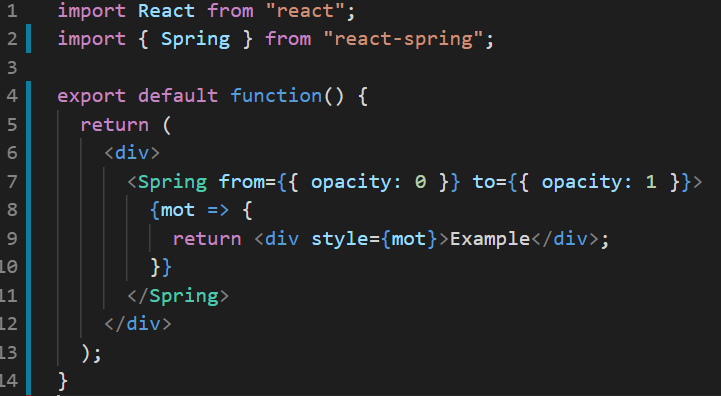 1 import React from "react";
2 import { Spring } from "react-spring";
3
4 export default function() {
5   return (
6     <div>
7       <Spring from={{ opacity: 0 }} to={{ opacity: 1 }}>
8         {mot => {
9           return <div style={mot}>Example</div>;
10         }}
11       </Spring>
12     </div>
13   );
14 }